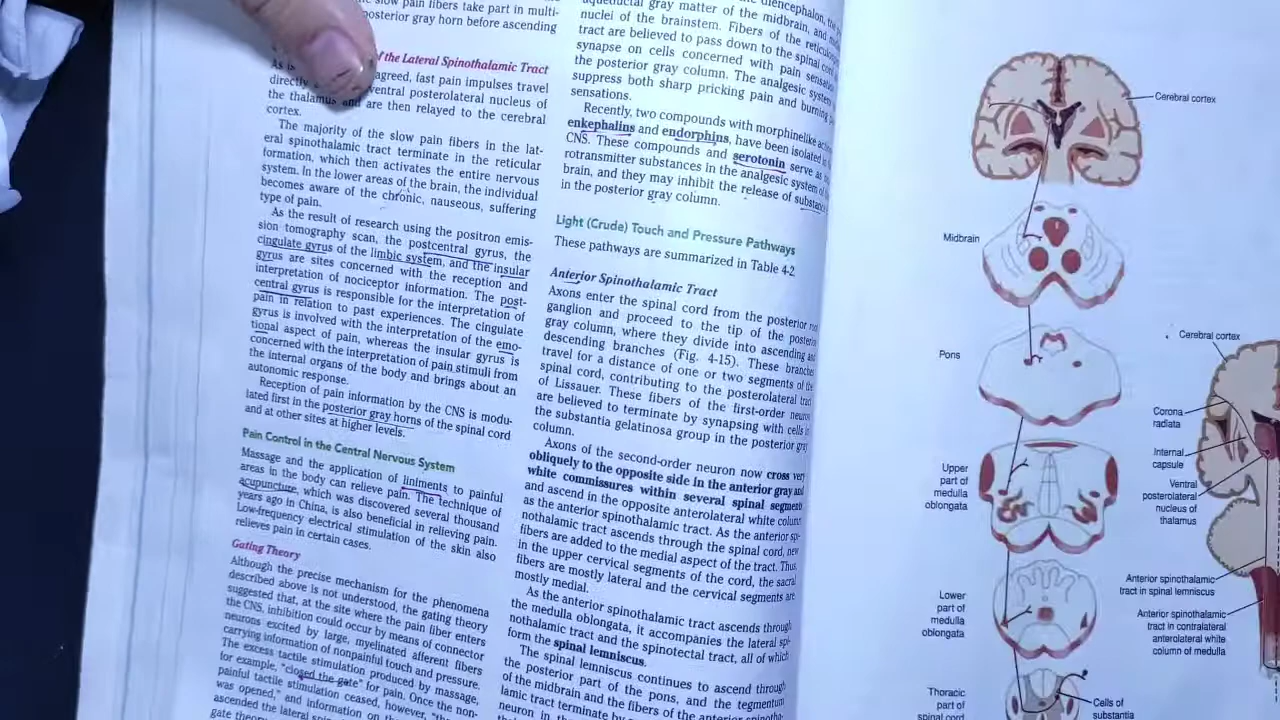 slow pain fibers take part in multi-
posterior gray horn before ascending
of the Lateral Spinothalamic Tract
As is agreed, fast pain impulses travel
directly ventral posterolateral nucleus of
the thalamus and are then relayed to the cerebral
cortex.
The majority of the slow pain fibers in the lat-
eral spinothalamic tract terminate in the reticular
formation, which then activates the entire nervous
system. In the lower areas of the brain, the individual
becomes aware of the chronic, nauseous, suffering
type of pain.
As the result of research using the positron emis-
sion tomography scan, the postcentral gyrus, the
cingulate gyrus of the limbic system, and the insular
gyrus are sites concerned with the reception and
interpretation of nociceptor information. The post-
central gyrus is responsible for the interpretation of
pain in relation to past experiences. The cingulate
gyrus is involved with the interpretation of the emo-
tional aspect of pain, whereas the insular gyrus is
concerned with the interpretation of pain stimuli from
the internal organs of the body and brings about an
autonomic response.
Reception of pain information by the CNS is modu-
lated first in the posterior gray horns of the spinal cord
and at other sites at higher levels.
Pain Control in the Central Nervous System
Massage and the application of liniments to painful
areas in the body can relieve pain. The technique of
acupuncture, which was discovered several thousand
years ago in China, is also beneficial in relieving pain.
Low-frequency electrical stimulation of the skin also
relieves pain in certain cases.
Gating Theory
Although the precise mechanism for the phenomena
described above is not understood, the gating theory
suggested that, at the site where the pain fiber enters
the CNS, inhibition could occur by means of connector
neurons excited by large, myelinated afferent fibers
carrying information of nonpainful touch and pressure.
The excess tactile stimulation produced by massage,
for example, "closed the gate" for pain. Once the non-
painful tactile stimulation ceased, however, "the
was opened," and information on the
ascended the lateral
gate
diencephalon, the
aqueductal gray matter of the midbrain, and
nuclei of the brainstem. Fibers of the reticulo
tract are believed to pass down to the spinal cord
synapse on cells concerned with pain sensation
the posterior gray column. The analgesic system
suppress both sharp pricking pain and burning
sensations.
Recently, two compounds with morphinelike
enkephalins and endorphins, have been isolated in
CNS. These compounds and serotonin serve as
rotransmitter substances in the analgesic system of
brain, and they may inhibit the release of substance
in the posterior gray column.
Light (Crude) Touch and Pressure Pathways
These pathways are summarized in Table 4-2
Anterior Spinothalamic Tract
Axons enter the spinal cord from the posterior
ganglion and proceed to the tip of the posterior
gray column, where they divide into ascending and
descending branches (Fig. 4-15). These branches
travel for a distance of one or two segments of the
spinal cord, contributing to the posterolateral tract
of Lissauer. These fibers of the first-order neuron
are believed to terminate by synapsing with cells in
the substantia gelatinosa group in the posterior gray
column.
Axons of the second-order neuron now cross very
obliquely to the opposite side in the anterior gray and
white commissures within several spinal segments
and ascend in the opposite anterolateral white column
as the anterior spinothalamic tract. As the anterior spi-
nothalamic tract ascends through the spinal cord, new
fibers are added to the medial aspect of the tract. Thus,
in the upper cervical segments of the cord, the sacral
fibers are mostly lateral and the cervical segments are
mostly medial.
As the anterior spinothalamic tract ascends through
the medulla oblongata, it accompanies the lateral spi-
nothalamic tract and the spinotectal tract, all of which
form the spinal lemniscus.
The spinal lemniscus continues to ascend through
the posterior part of the pons, and the tegmentum
of the midbrain and the fibers of the anterior spinotha-
lamic tract terminate by
neuron in
Cerebral cortex
Midbrain
Pons
Upper
part of
medulla
oblongata
Lower
part of
medulla
oblongata
Thoracic
part of
spinal cord
Cells of
substantia
Cerebral cortex
Corona
radiata
Internal
capsule
Ventral
posterolateral
nucleus of
thalamus
Anterior spinothalamic
tract in spinal lemniscus
Anterior spinothalamic
tract in contralateral
anterolateral white
column of medulla